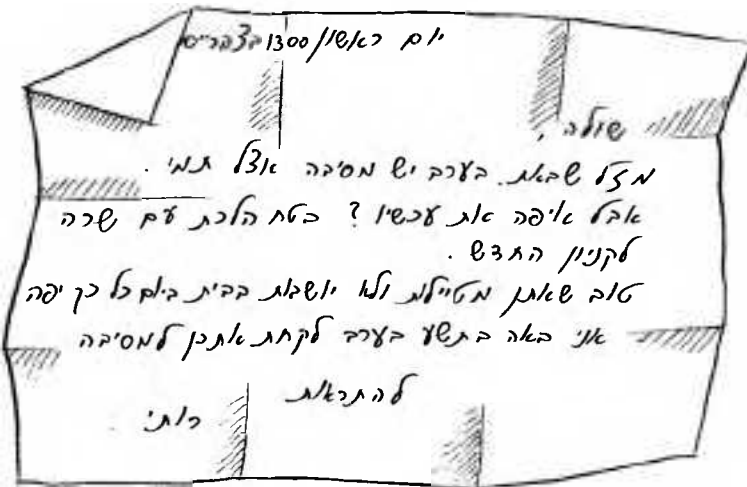 יום ראשון 1300 בצהריים
שולה,
מזל שבאת. בערב יש מסיבה אצל תמי.
אבל איפה את עכשיו? בטח הלכת עם שרה
לקניון החדש.
טוב שאתן מטיילות ולא יושבות בבית ביום כל כך יפה
אני באה בתשע בערב לקחת אתכן למסיבה
להתראות
רותי.